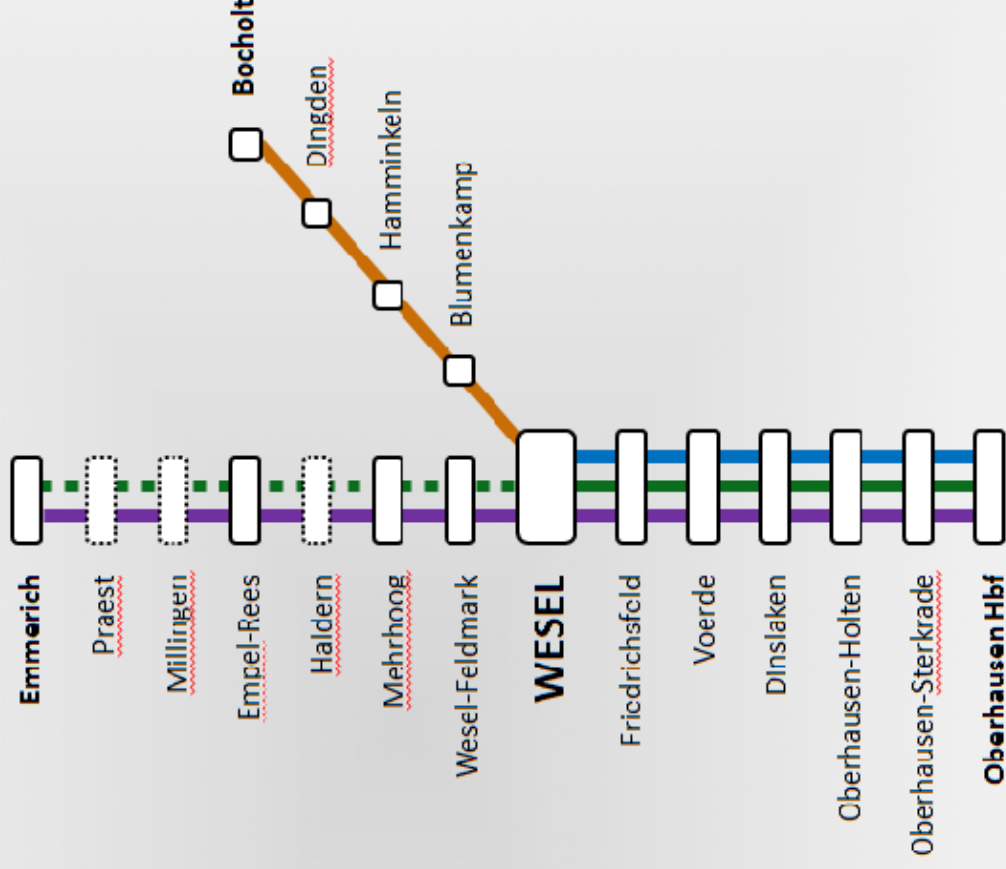 Bocholt
DIngden
Hamminkeln
Blumenkamp
Emmerich
Praest
Millingen
Empel-Rees
Haldern
Mehrhoog
Wesel-Feldmark
WESEL
Friedrichsfeld
Voerde
DInslaken
Oberhausen-Holten
Oberhausen-Sterkrade
Oberhausen Hbf